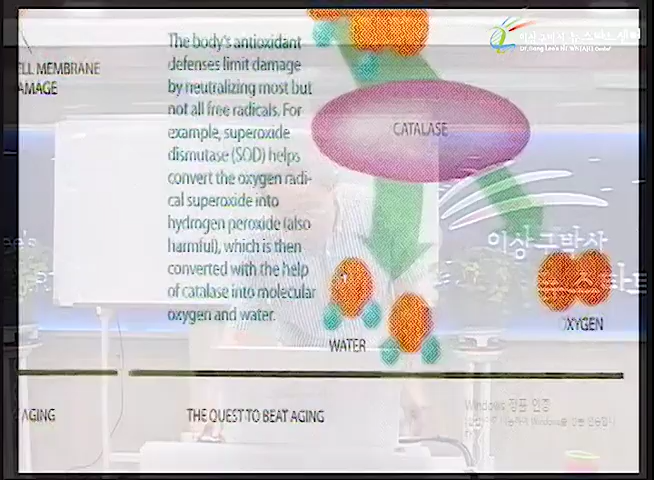 ELL MEMBRANE
AMAGE
The body's antioxidant
defenses limit damage
by neutralizing most but
not all free radicals. For
example, superoxide
dismutase (SOD) helps
convert the oxygen radi-
cal superoxide into
hydrogen peroxide (also
harmful), which is then
converted with the help
of catalase into molecular
oxygen and water.
CATALASE
이상구박사
WATER
OXYGEN
AGING
THE QUEST TO BEAT AGING
Windows 정품 인증